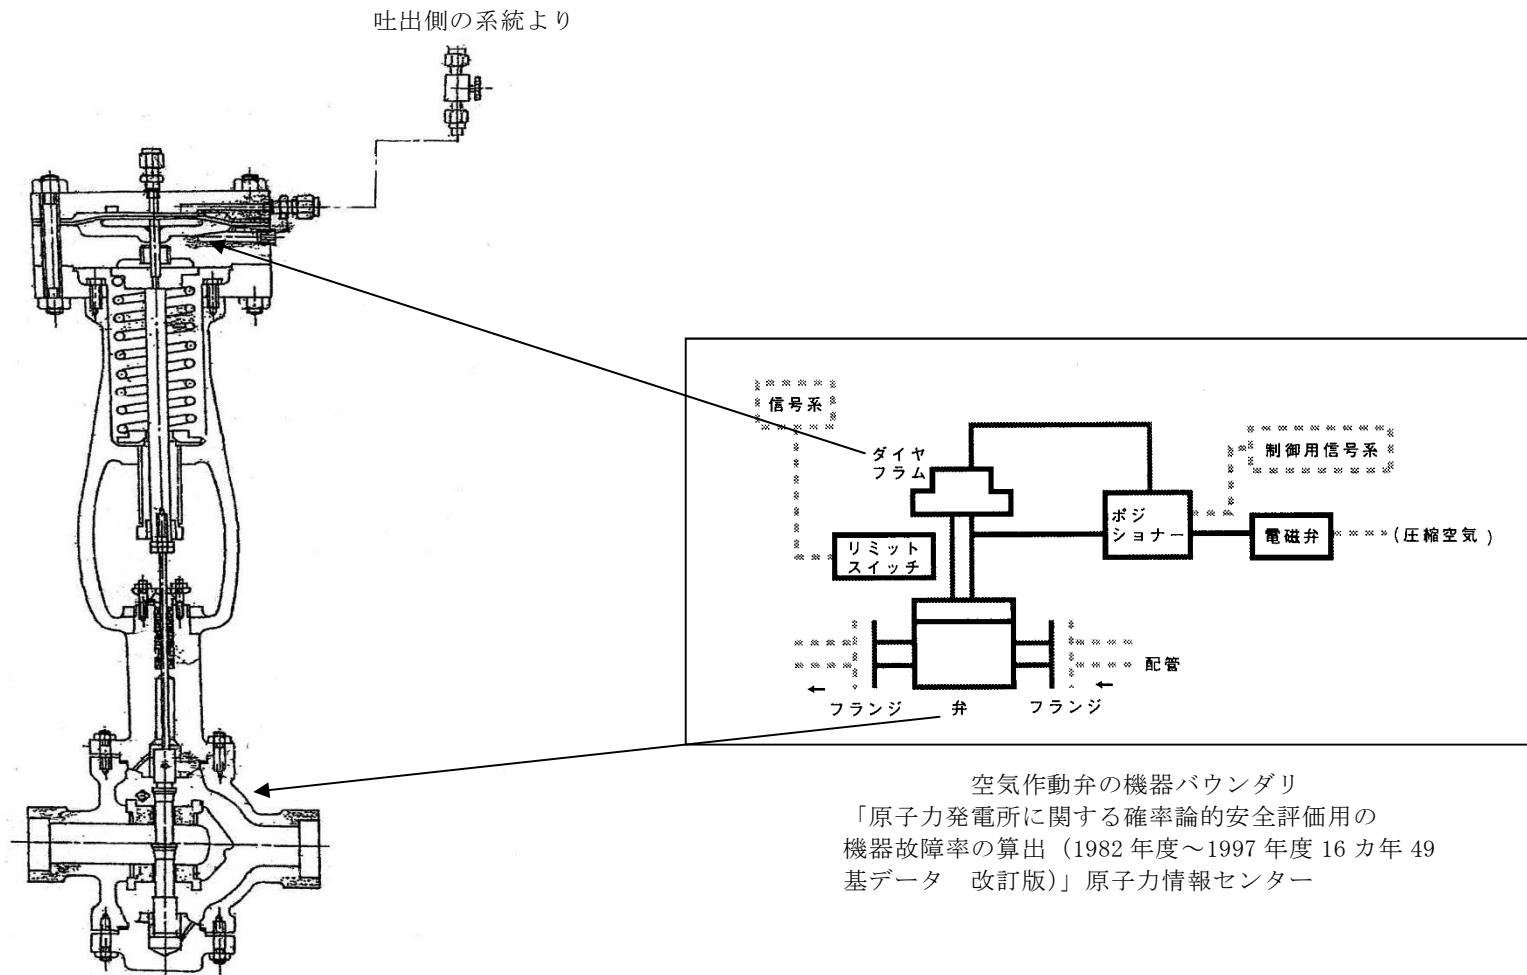 吐出側の系統より
信号系
ダイヤ
フラム
制御用信号系
ポジ
ショナー
電磁弁
(圧縮空気)
リミット
スイッチ
配管
フランジ
弁
フランジ
空気作動弁の機器バウンダリ
「原子力発電所に関する確率論的安全評価用の
機器故障率の算出（1982 年度～1997 年度 16 カ年 49
基データ　改訂版）」原子力情報センター